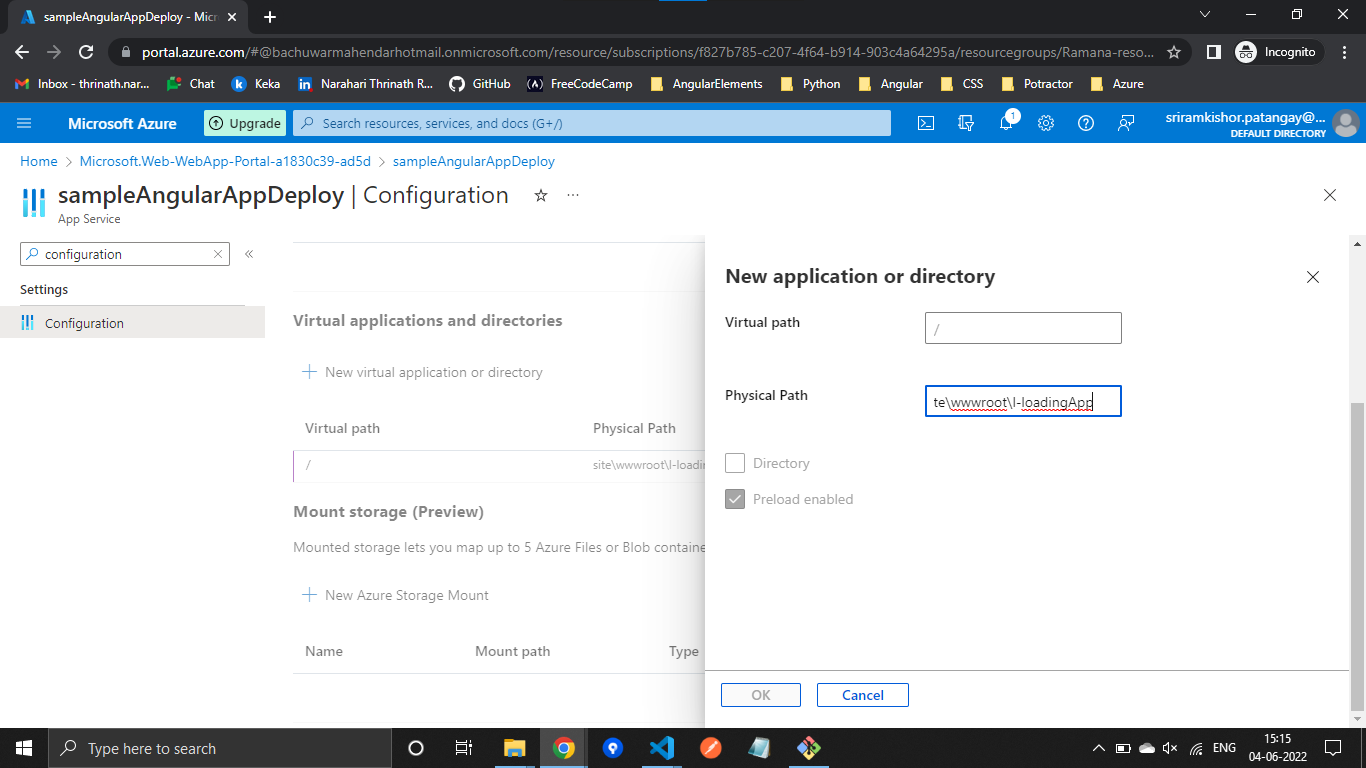 sampleAngularAppDeploy - Micr
portal.azure.com/#@bachuwarmahendarhotmail.onmicrosoft.com/resource/subscriptions/f827b785-c207-4f64-b914-903c4a64295a/resourcegroups/Ramana-reso...
Incognito
Inbox - thrinath.nar...
Chat
Keka
Narahari Thrinath R...
GitHub
FreeCodeCamp
AngularElements
Python
Angular
CSS
Potractor
Azure
Microsoft Azure
Upgrade
Search resources, services, and docs (G+/)
1
sriramkishor.patangay@...
DEFAULT DIRECTORY
Home > Microsoft.Web-WebApp-Portal-a1830c39-ad5d > sampleAngularAppDeploy
sampleAngularAppDeploy | Configuration
App Service
configuration
Settings
Configuration
Virtual applications and directories
New virtual application or directory
Virtual path
Physical Path
/
site\wwwroot\l-loadin
Mount storage (Preview)
Mounted storage lets you map up to 5 Azure Files or Blob containe
New Azure Storage Mount
Name
Mount path
Type
New application or directory
Virtual path
/
Physical Path
te\wwwroot\l-loadingApp
Directory
Preload enabled
OK
Cancel
Type here to search
ENG
15:15
04-06-2022